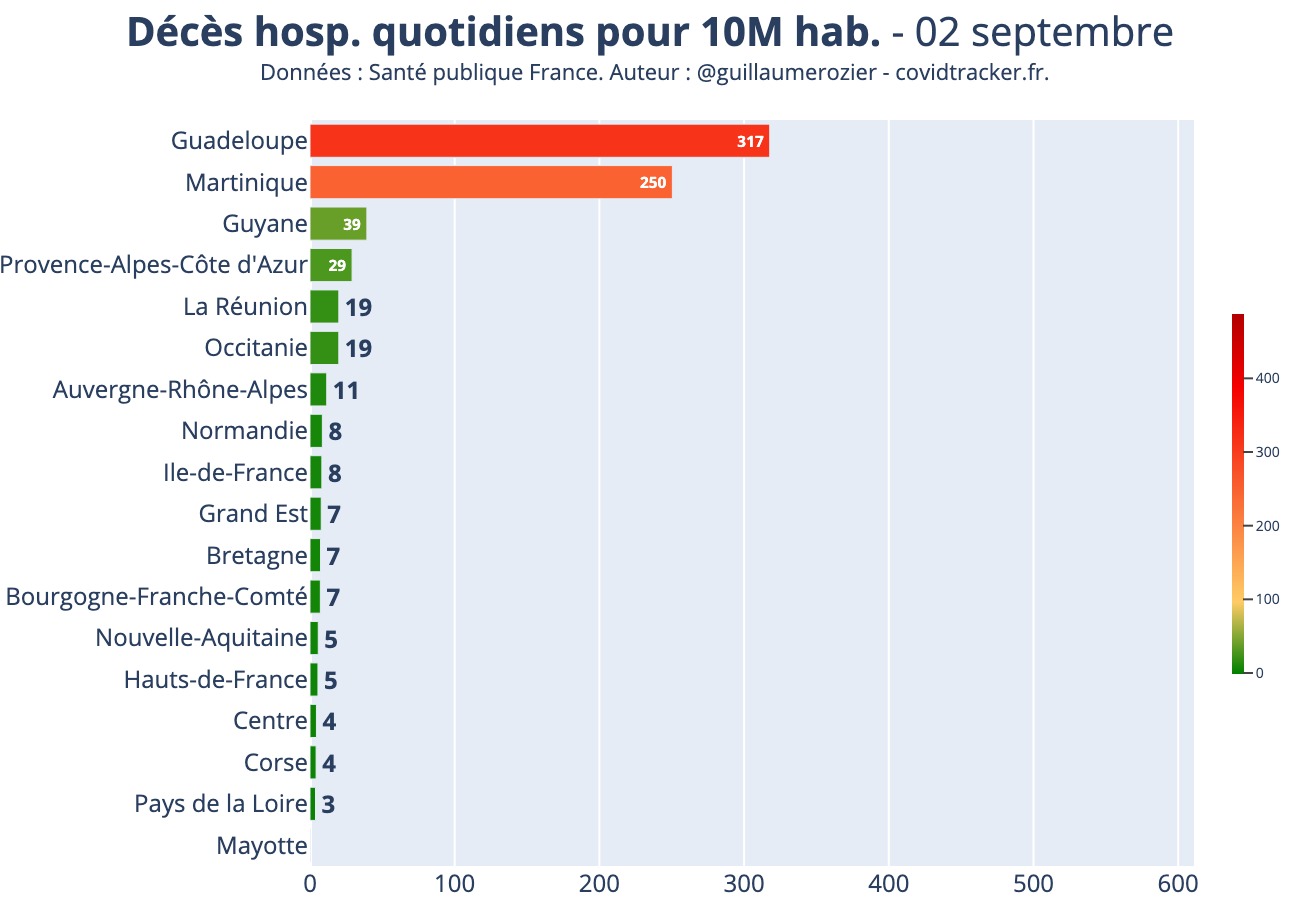 Décès hosp. quotidiens pour 10M hab. - 02 septembre
Données : Santé publique France. Auteur : @guillaumerozier - covidtracker.fr.
Guadeloupe 317
Martinique 250
Guyane 39
Provence-Alpes-Côte d'Azur 29
La Réunion 19
Occitanie 19
Auvergne-Rhône-Alpes 11
Normandie 8
Ile-de-France 8
Grand Est 7
Bretagne 7
Bourgogne-Franche-Comté 7
Nouvelle-Aquitaine 5
Hauts-de-France 5
Centre 4
Corse 4
Pays de la Loire 3
Mayotte
0 100 200 300 400 500 600
400
300
200
100
0